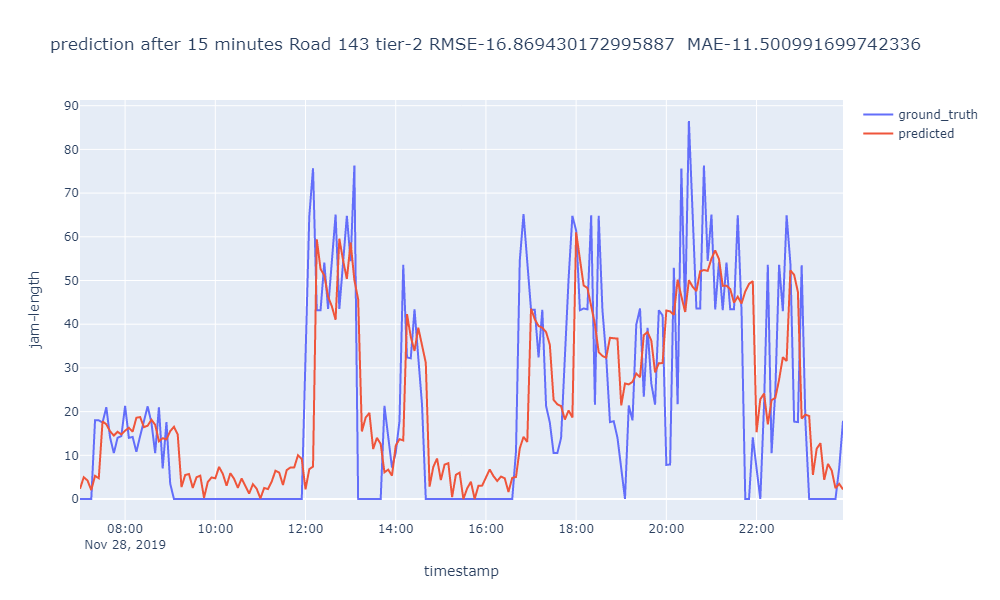 prediction after 15 minutes Road 143 tier-2 RMSE-16.869430172995887  MAE-11.500991699742336
ground_truth
predicted
jam-length
90
80
70
60
50
40
30
20
10
0
08:00 10:00 12:00 14:00 16:00 18:00 20:00 22:00
Nov 28, 2019
timestamp